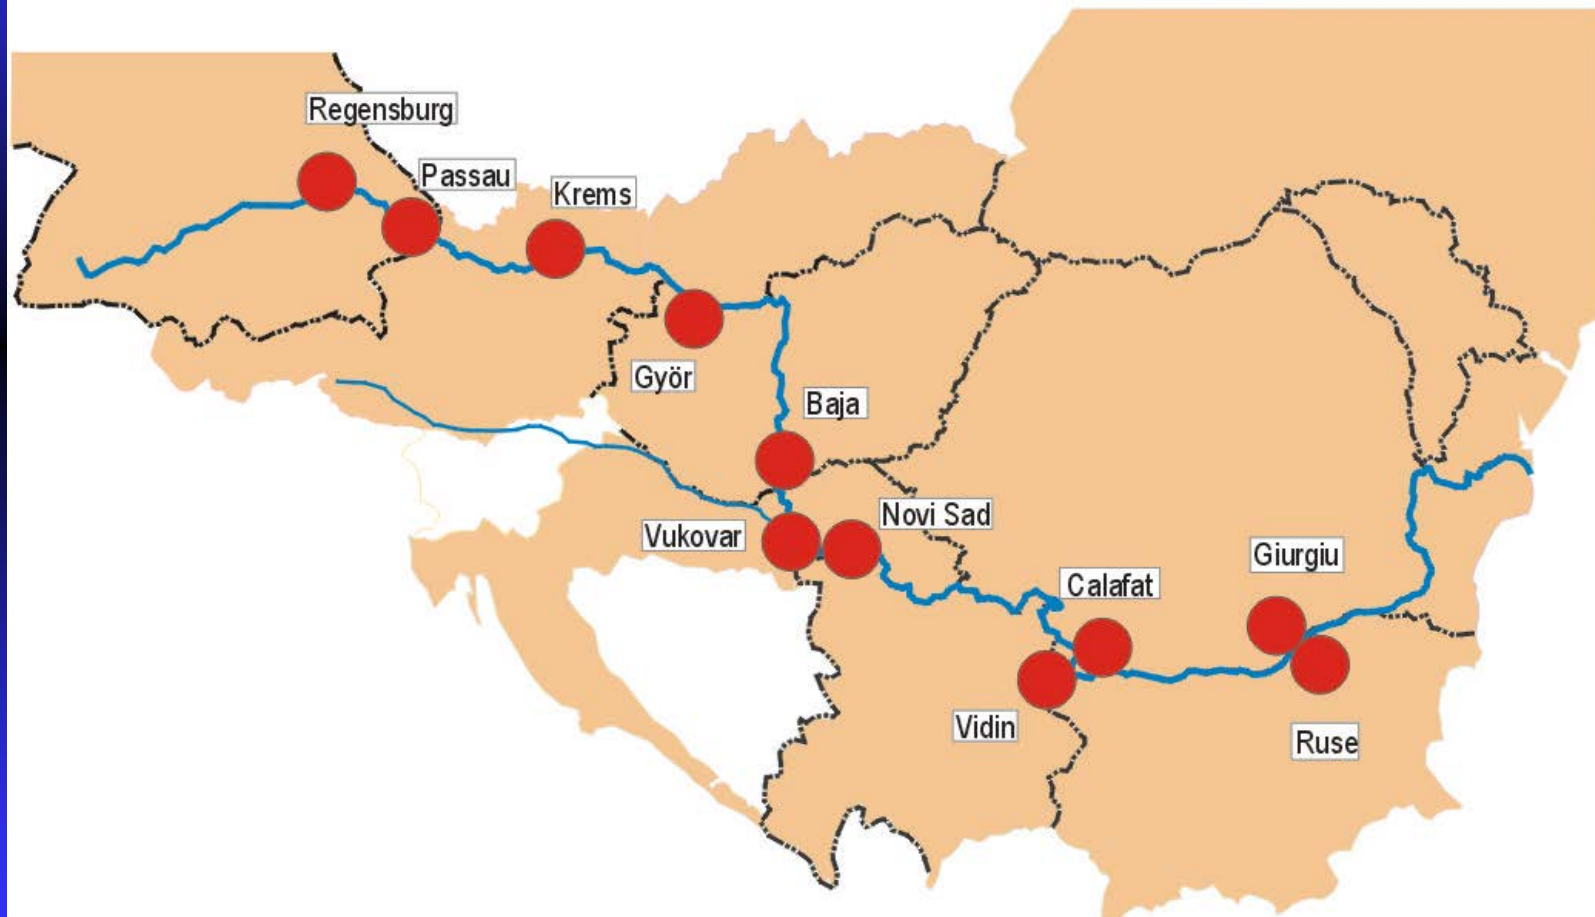 Regensburg
Passau
Krems
Györ
Baja
Vukovar
Novi Sad
Calafat
Giurgiu
Vidin
Ruse